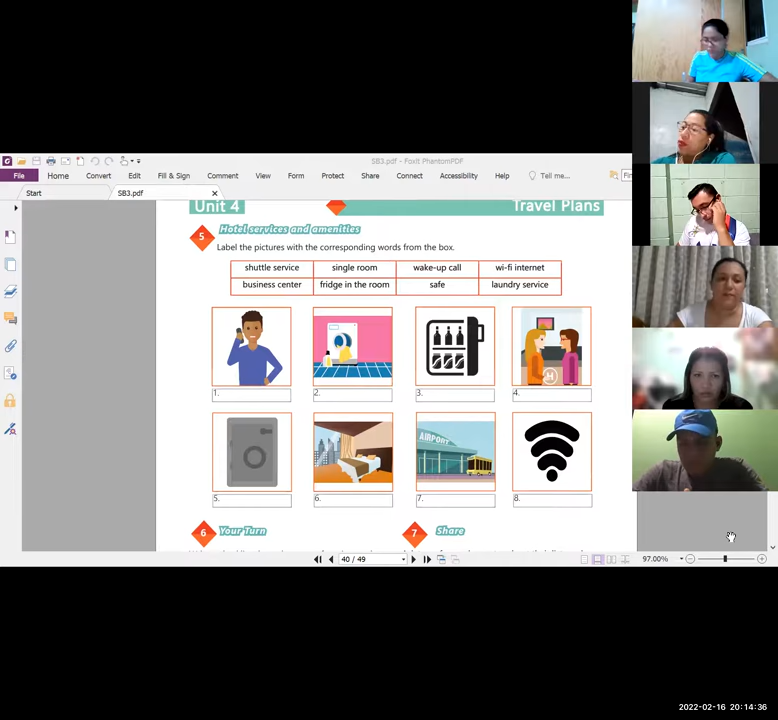 SB3.pdf - Foxit PhantomPDF
File Home Convert Fill & Sign Comment View Form Protect Share Connect Accessibility Help Tell me...
Start SB3.pdf
Unit 4 Travel Plans
5 Hotel services and amenities
Label the pictures with the corresponding words from the box.
shuttle service single room wake-up call wi-fi internet
business center fridge in the room safe laundry service
H
1. 2. 3. 4.
AIRPORT
5. 6. 7. 8.
6 Your Turn 7 Share
40 / 49 97.00%
2022-02-16 20:14:36